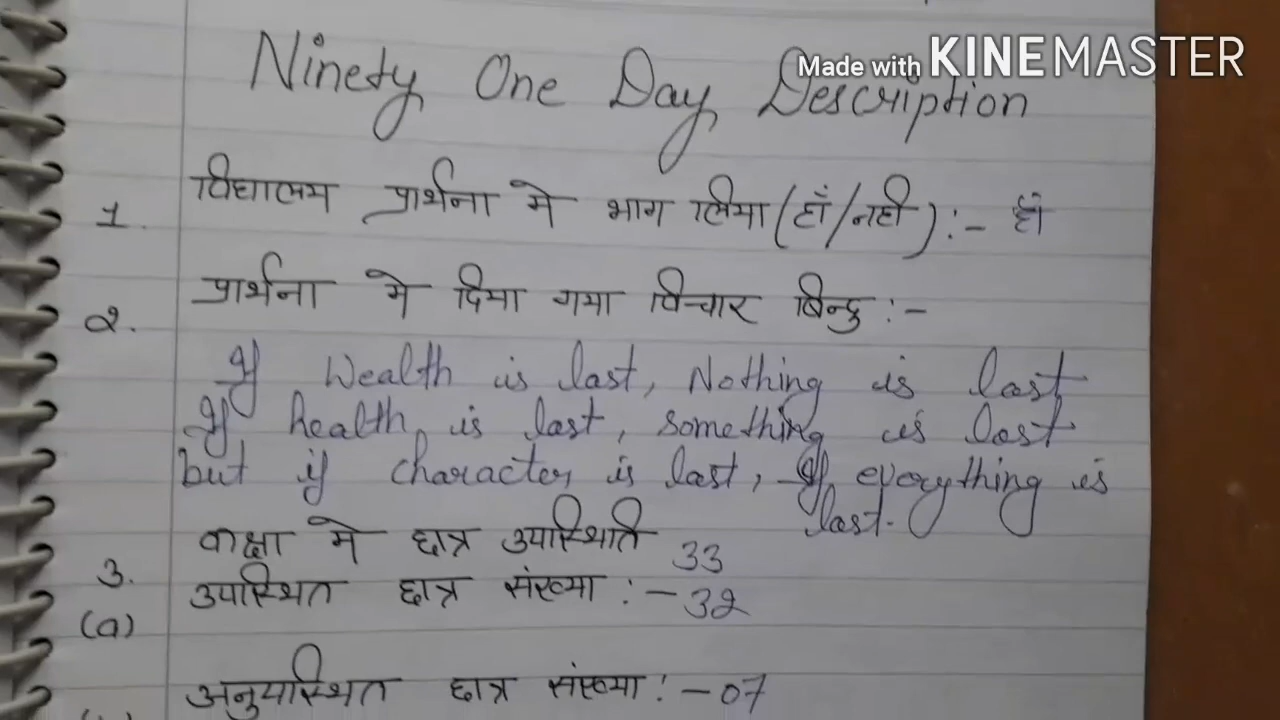 Made with KINEMASTER
Ninety One Day Description
1. विद्यालय प्रार्थना मे भाग लिया (हाँ/नही) :- हाँ
2. प्रार्थना मे दिया गया विचार बिन्दु :-
If Wealth is last, Nothing is last
If health is last, something is last
but if character is last, everything is
last.
3. कक्षा मे छात्र उपस्थिति 33
(a) उपस्थित छात्र संख्या :- 32
अनुपस्थित छात्र संख्या :- 07